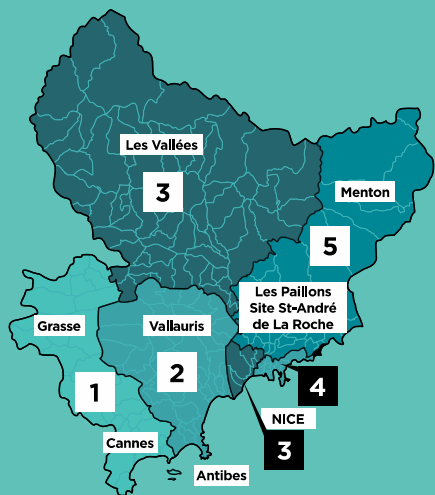 Les Vallées
3
Menton
5
Les Paillons
Site St-André
de La Roche
Grasse
Vallauris
2
1
4
NICE
3
Cannes
Antibes